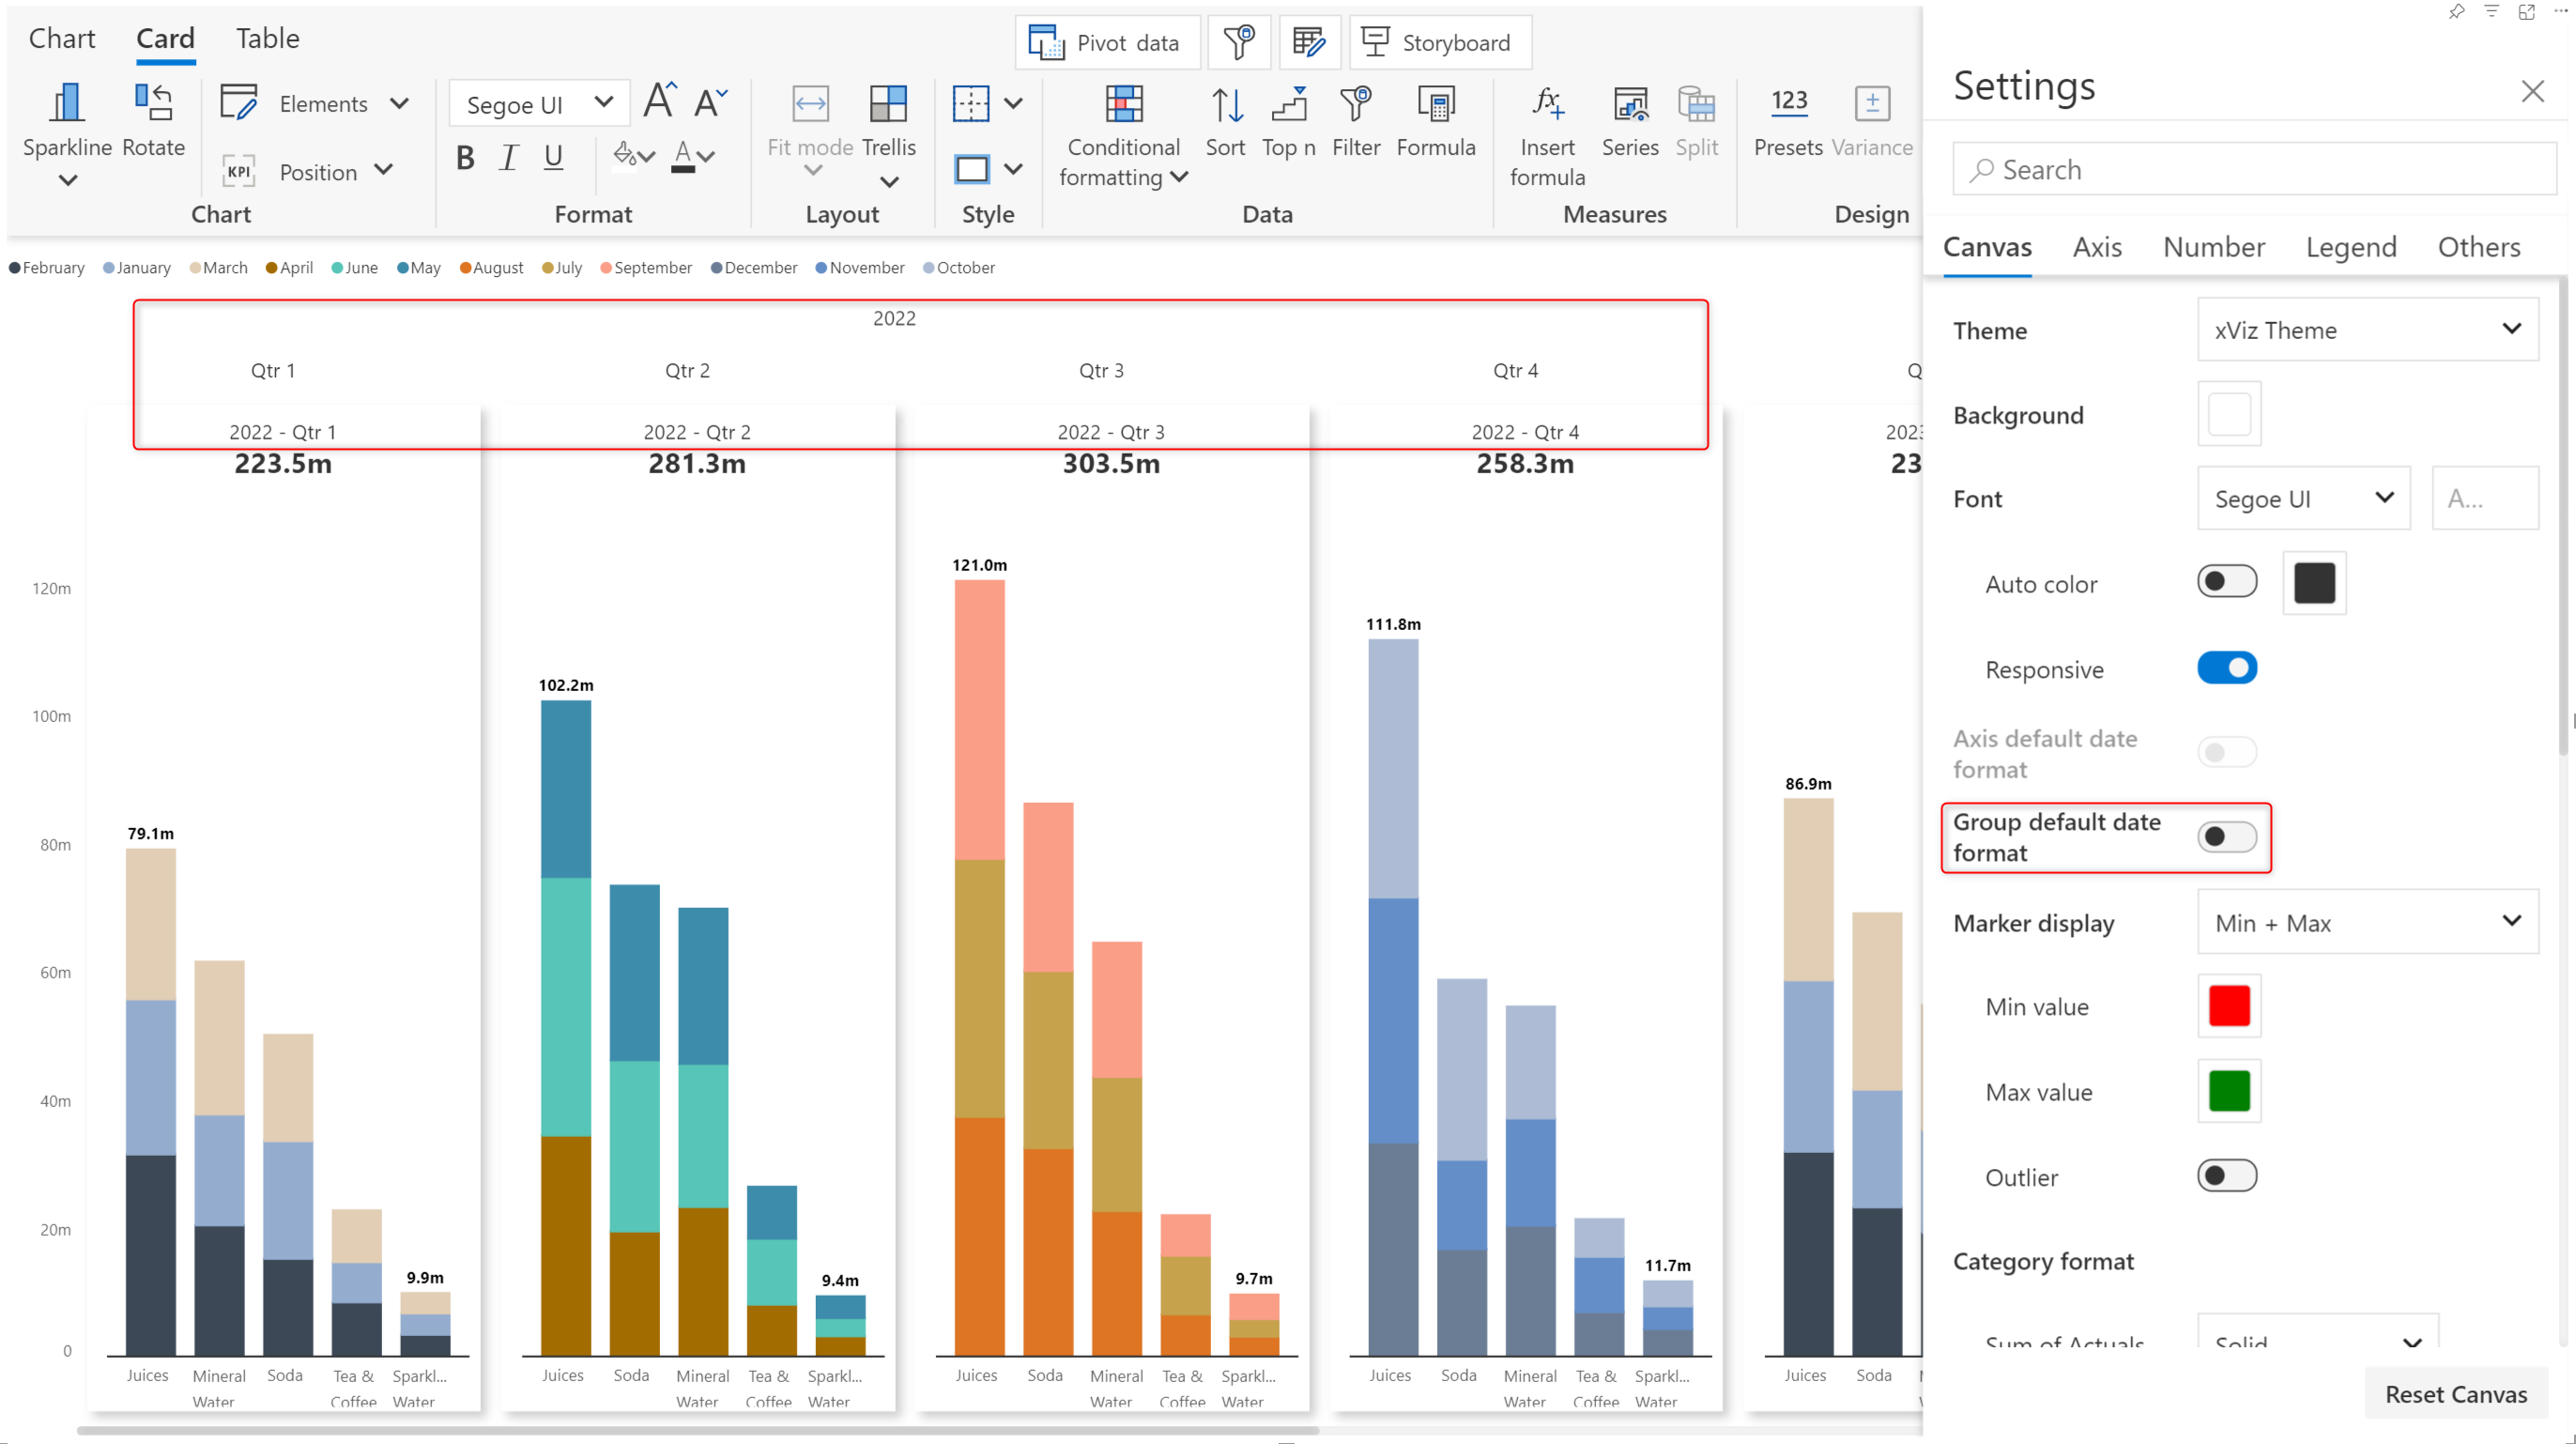 Chart Card Table
Pivot data Storyboard
Settings
Search
Sparkline Rotate Elements Position KPI
Segoe UI A A
B I U A
Fit mode Trellis
Conditional formatting Sort Top n Filter Formula
fx Insert formula Series Split
123 Presets Variance
Chart Format Layout Style Data Measures Design
Canvas Axis Number Legend Others
February January March April June May August July September December November October
2022
Qtr 1 Qtr 2 Qtr 3 Qtr 4 Q
2022 - Qtr 1 2022 - Qtr 2 2022 - Qtr 3 2022 - Qtr 4 202
223.5m 281.3m 303.5m 258.3m 23
120m
100m
80m
60m
40m
20m
0
79.1m
9.9m
102.2m
9.4m
121.0m
9.7m
111.8m
11.7m
86.9m
Juices Mineral Water Soda Tea & Coffee Sparkl... Water
Juices Soda Mineral Water Tea & Coffee Sparkl... Water
Juices Soda Mineral Water Tea & Coffee Sparkl... Water
Juices Soda Mineral Water Tea & Coffee Sparkl... Water
Juices Soda
Theme xViz Theme
Background
Font Segoe UI A...
Auto color
Responsive
Axis default date
format
Group default date
format
Marker display Min + Max
Min value
Max value
Outlier
Category format
Sum of Actuals Solid
Reset Canvas